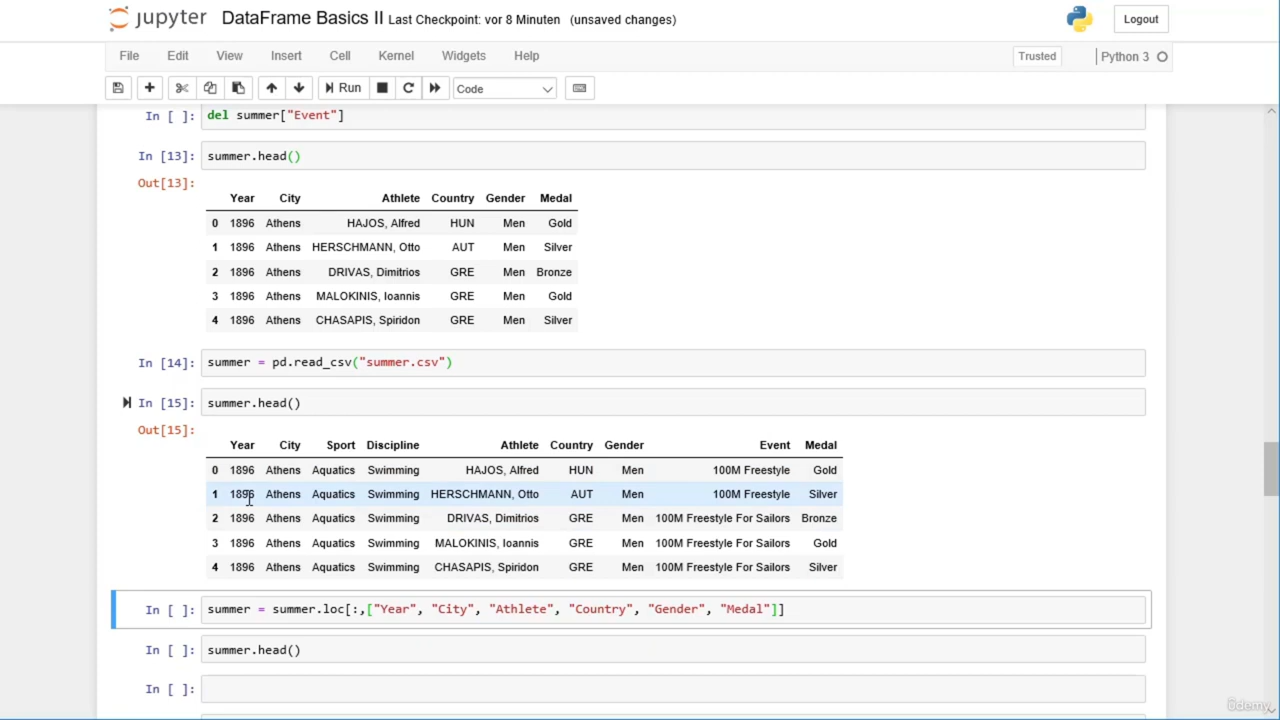 jupyter DataFrame Basics II Last Checkpoint: vor 8 Minuten (unsaved changes) Logout
File Edit View Insert Cell Kernel Widgets Help Trusted Python 3
Run Code
In [ ]: del summer["Event"]
In [13]: summer.head()
Out[13]:
Year City Athlete Country Gender Medal
0 1896 Athens HAJOS, Alfred HUN Men Gold
1 1896 Athens HERSCHMANN, Otto AUT Men Silver
2 1896 Athens DRIVAS, Dimitrios GRE Men Bronze
3 1896 Athens MALOKINIS, Ioannis GRE Men Gold
4 1896 Athens CHASAPIS, Spiridon GRE Men Silver
In [14]: summer = pd.read_csv("summer.csv")
In [15]: summer.head()
Out[15]:
Year City Sport Discipline Athlete Country Gender Event Medal
0 1896 Athens Aquatics Swimming HAJOS, Alfred HUN Men 100M Freestyle Gold
1 1896 Athens Aquatics Swimming HERSCHMANN, Otto AUT Men 100M Freestyle Silver
2 1896 Athens Aquatics Swimming DRIVAS, Dimitrios GRE Men 100M Freestyle For Sailors Bronze
3 1896 Athens Aquatics Swimming MALOKINIS, Ioannis GRE Men 100M Freestyle For Sailors Gold
4 1896 Athens Aquatics Swimming CHASAPIS, Spiridon GRE Men 100M Freestyle For Sailors Silver
In [ ]: summer = summer.loc[:,["Year", "City", "Athlete", "Country", "Gender", "Medal"]]
In [ ]: summer.head()
In [ ]:
Udemy